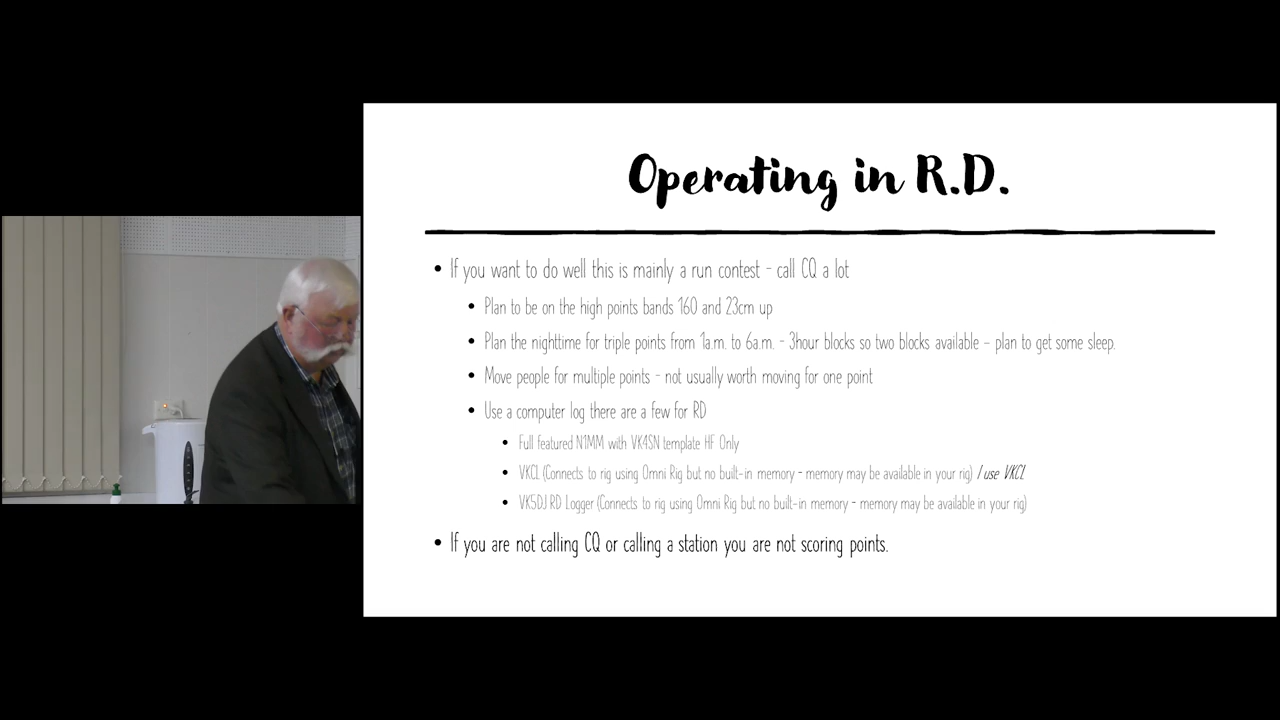 Operating in R.D.
• If you want to do well this is mainly a run contest - call CQ a lot
• Plan to be on the high points bands 160 and 23cm up
• Plan the nighttime for triple points from 1a.m. to 6a.m. - 3hour blocks so two blocks available – plan to get some sleep.
• Move people for multiple points - not usually worth moving for one point
• Use a computer log there are a few for RD
• Full featured N1MM with VK4SN template HF Only
• VKCL (Connects to rig using Omni Rig but no built-in memory - memory may be available in your rig) I use VKCL
• VK5DJ RD Logger (Connects to rig using Omni Rig but no built-in memory - memory may be available in your rig)
• If you are not calling CQ or calling a station you are not scoring points.